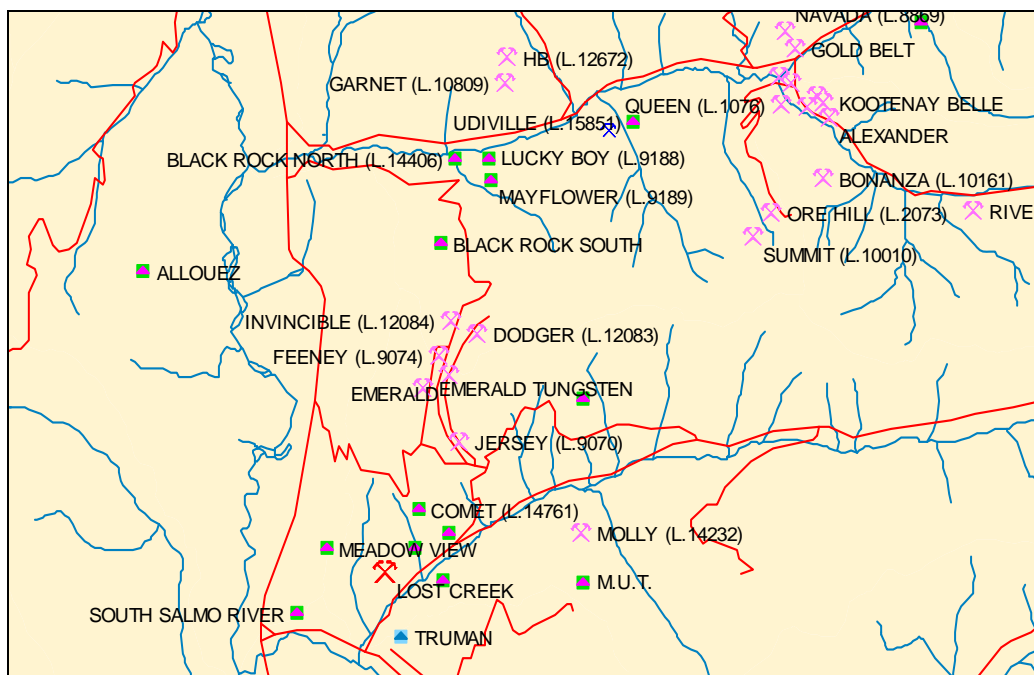 NAVADA (L.8869)
GOLD BELT
HB (L.12672)
GARNET (L.10809)
QUEEN (L.1076)
KOOTENAY BELLE
UDIVILLE (L.15851)
ALEXANDER
BLACK ROCK NORTH (L.14406)
LUCKY BOY (L.9188)
BONANZA (L.10161)
MAYFLOWER (L.9189)
ORE HILL (L.2073)
RIVE
BLACK ROCK SOUTH
SUMMIT (L.10010)
ALLOUEZ
INVINCIBLE (L.12084)
DODGER (L.12083)
FEENEY (L.9074)
EMERALD
EMERALD TUNGSTEN
JERSEY (L.9070)
COMET (L.14761)
MOLLY (L.14232)
MEADOW VIEW
M.U.T.
LOST CREEK
SOUTH SALMO RIVER
TRUMAN